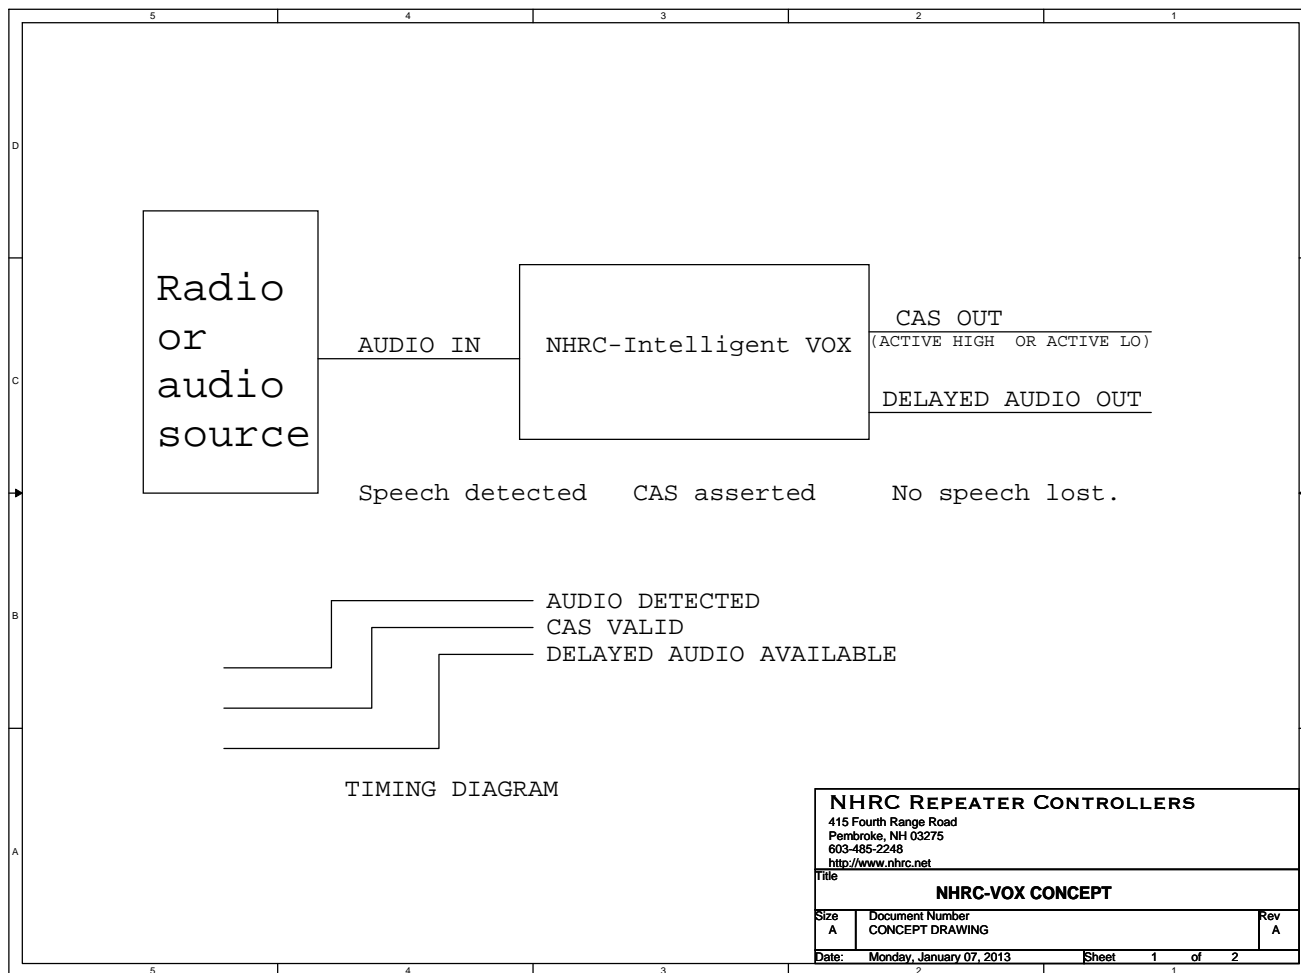 5 4 3 2 1
D
Radio
or
audio
source
AUDIO IN
NHRC-Intelligent VOX
CAS OUT
(ACTIVE HIGH  OR ACTIVE LO)
DELAYED AUDIO OUT
C
Speech detected
CAS asserted
No speech lost.
B
AUDIO DETECTED
CAS VALID
DELAYED AUDIO AVAILABLE
TIMING DIAGRAM
A
NHRC REPEATER CONTROLLERS
415 Fourth Range Road
Pembroke, NH 03275
603-485-2248
http://www.nhrc.net
Title
NHRC-VOX CONCEPT
Size Document Number Rev
A CONCEPT DRAWING A
Date: Monday, January 07, 2013 Sheet 1 of 2
5 4 3 2 1